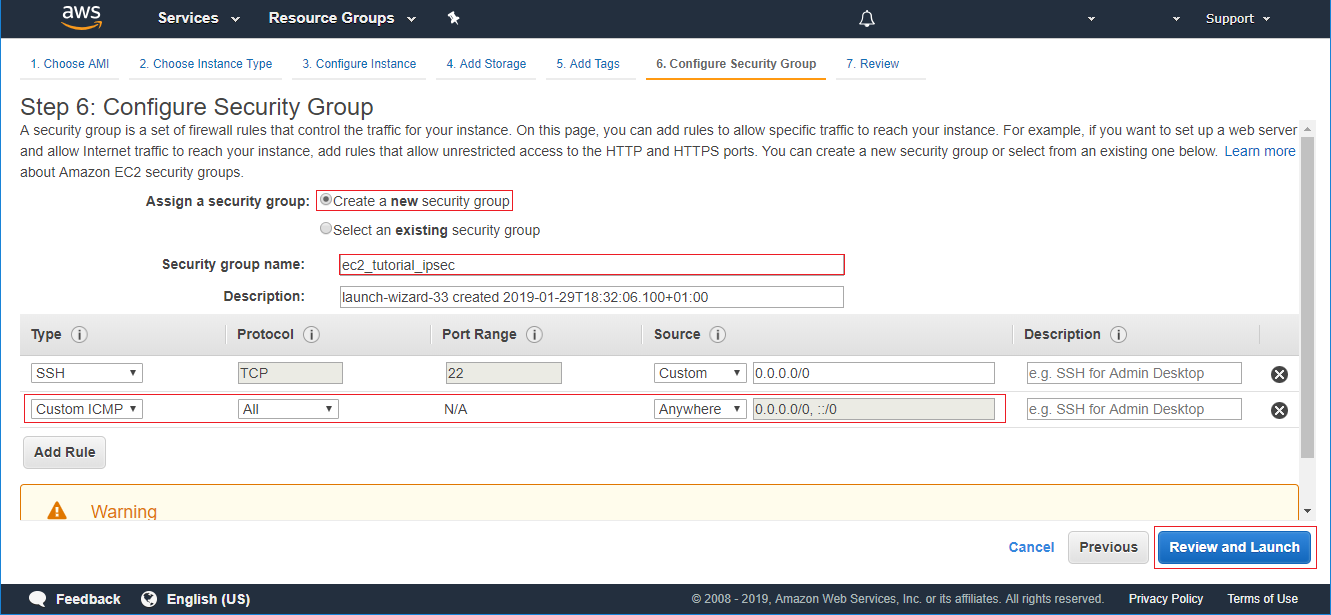 aws Services Resource Groups Support
1. Choose AMI 2. Choose Instance Type 3. Configure Instance 4. Add Storage 5. Add Tags 6. Configure Security Group 7. Review
Step 6: Configure Security Group
A security group is a set of firewall rules that control the traffic for your instance. On this page, you can add rules to allow specific traffic to reach your instance. For example, if you want to set up a web server
and allow Internet traffic to reach your instance, add rules that allow unrestricted access to the HTTP and HTTPS ports. You can create a new security group or select from an existing one below. Learn more
about Amazon EC2 security groups.
Assign a security group: Create a new security group
Select an existing security group
Security group name: ec2_tutorial_ipsec
Description: launch-wizard-33 created 2019-01-29T18:32:06.100+01:00
Type i Protocol i Port Range i Source i Description i
SSH TCP 22 Custom 0.0.0.0/0 e.g. SSH for Admin Desktop
Custom ICMP All N/A Anywhere 0.0.0.0/0, ::/0 e.g. SSH for Admin Desktop
Add Rule
Warning
Cancel Previous Review and Launch
Feedback English (US) © 2008 - 2019, Amazon Web Services, Inc. or its affiliates. All rights reserved. Privacy Policy Terms of Use